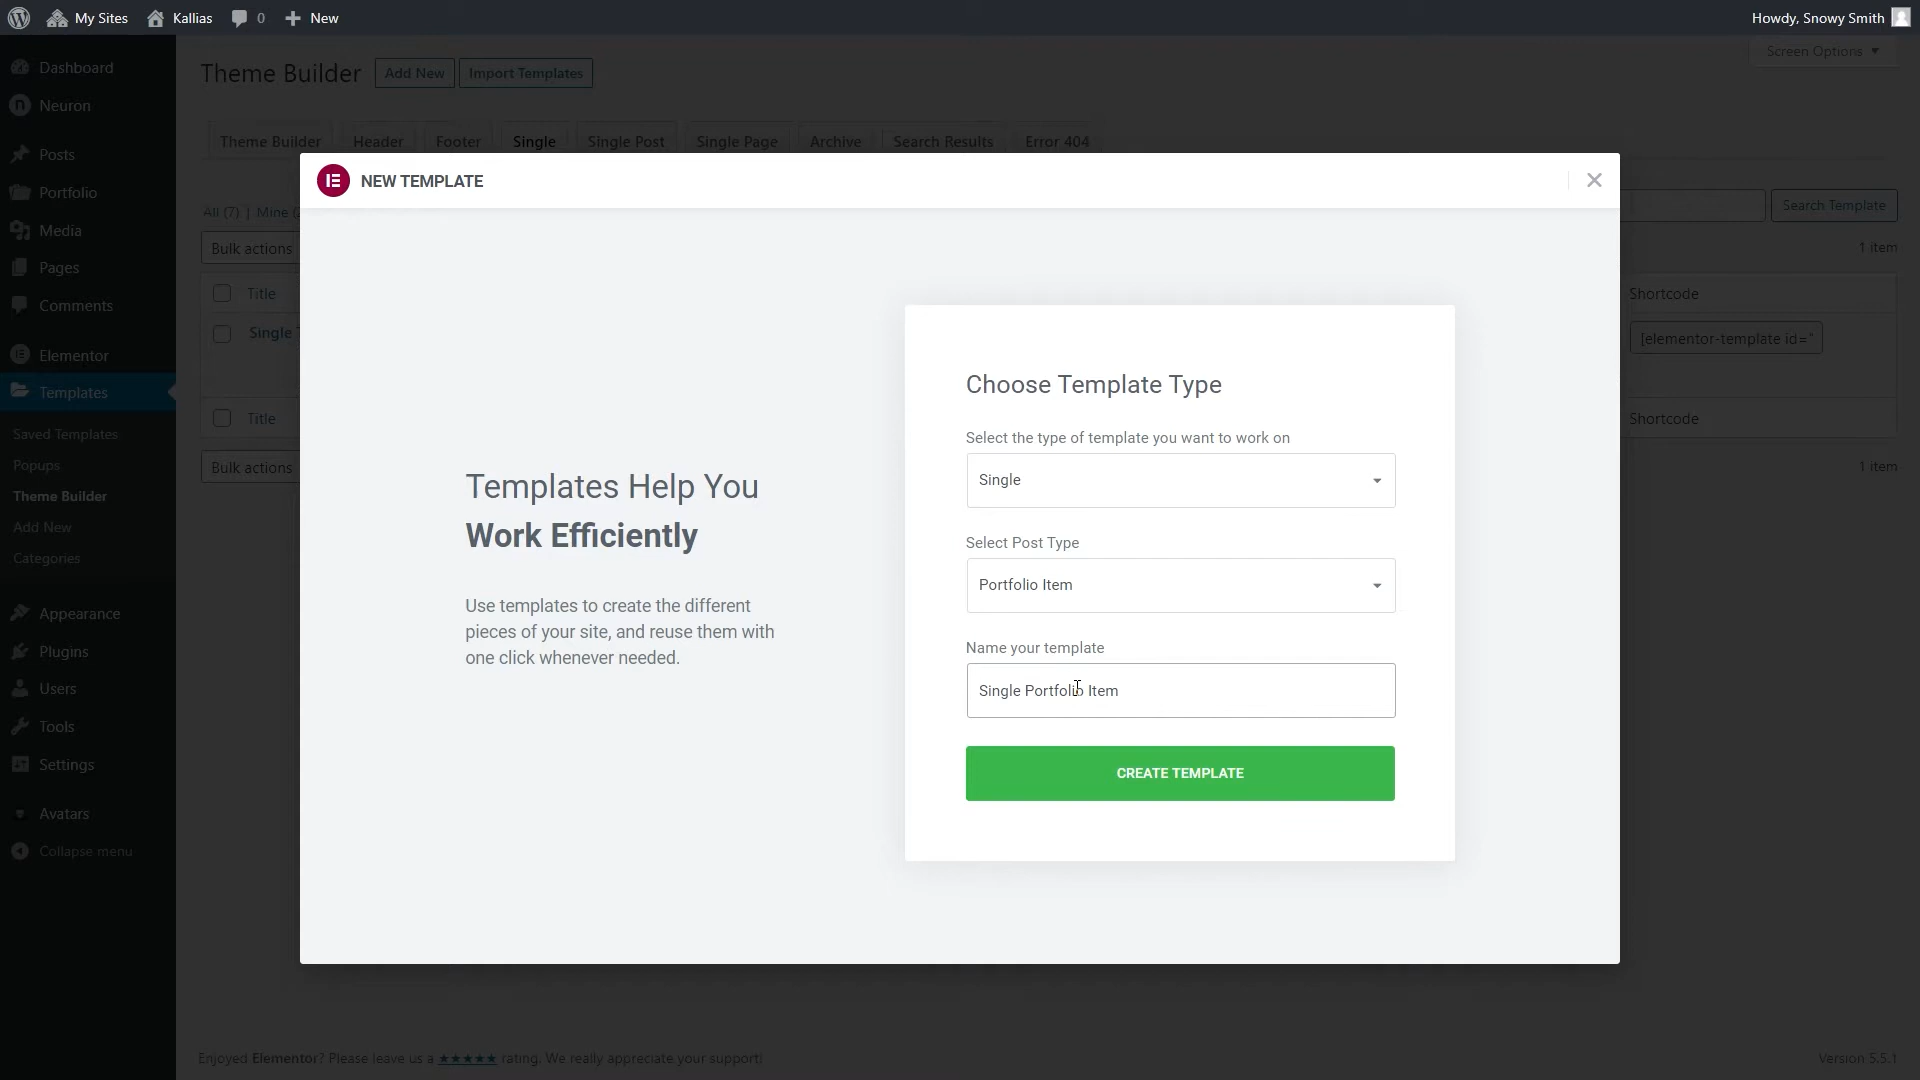 My Sites
Kallias
0
New
Howdy, Snowy Smith
Screen Options
Dashboard
Neuron
Posts
Portfolio
Media
Pages
Comments
Elementor
Templates
Saved Templates
Popups
Theme Builder
Add New
Categories
Appearance
Plugins
Users
Tools
Settings
Avatars
Collapse menu
Theme Builder
Add New
Import Templates
Theme Builder
Header
Footer
Single
Single Post
Single Page
Archive
Search Results
Error 404
All (7) | Mine
Search Template
Bulk actions
1 item
Title
Shortcode
Single
[elementor-template id="
Title
Shortcode
Bulk actions
1 item
NEW TEMPLATE
Templates Help You
Work Efficiently
Use templates to create the different
pieces of your site, and reuse them with
one click whenever needed.
Choose Template Type
Select the type of template you want to work on
Single
Select Post Type
Portfolio Item
Name your template
Single Portfolio Item
CREATE TEMPLATE
Enjoyed Elementor? Please leave us a ★★★★★ rating. We really appreciate your support!
Version 5.5.1